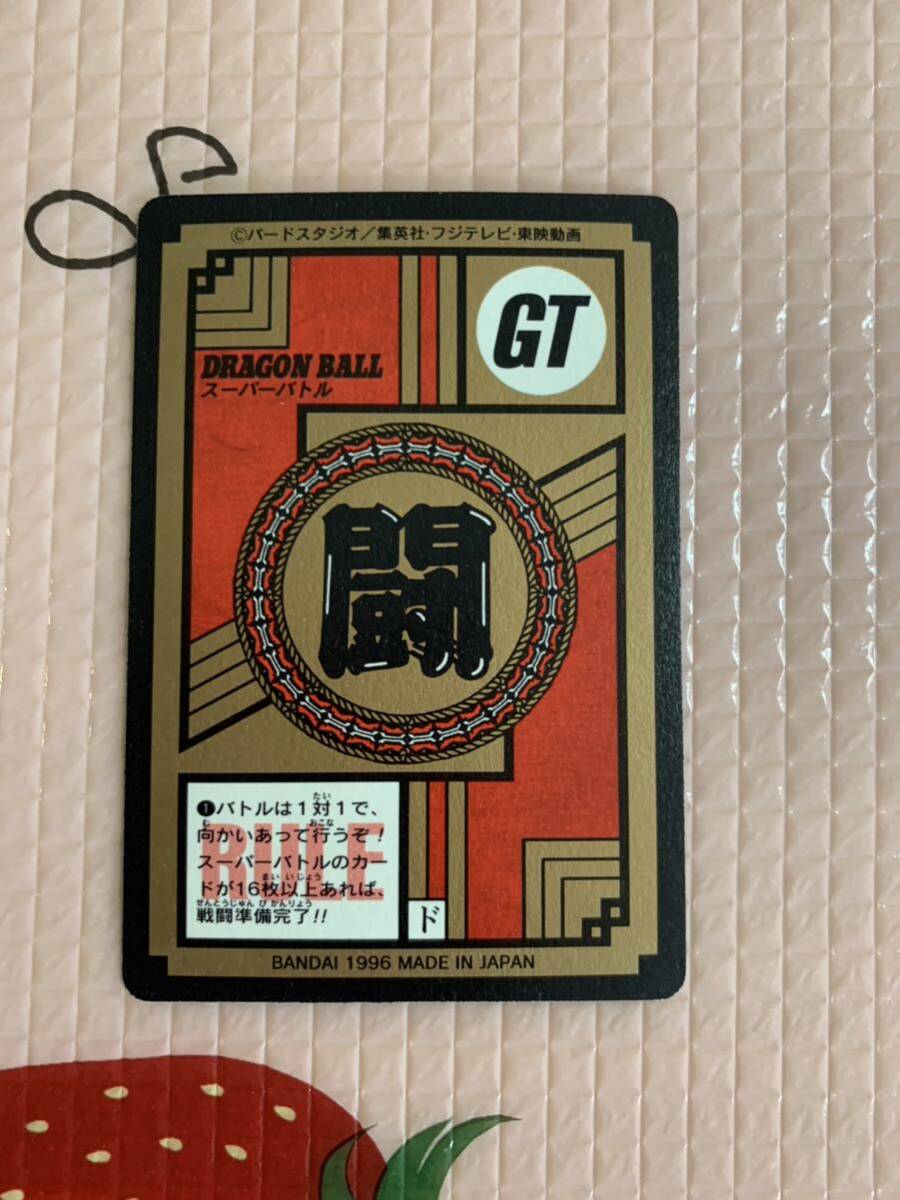 ©バードスタジオ／集英社・フジテレビ・東映動画
GT
DRAGON BALL
スーパーバトル
闘
RULE
❶バトルは1対1で、
向かいあって行うぞ！
スーパーバトルのカー
ドが16枚以上あれば、
戦闘準備完了!!
ド
BANDAI 1996 MADE IN JAPAN